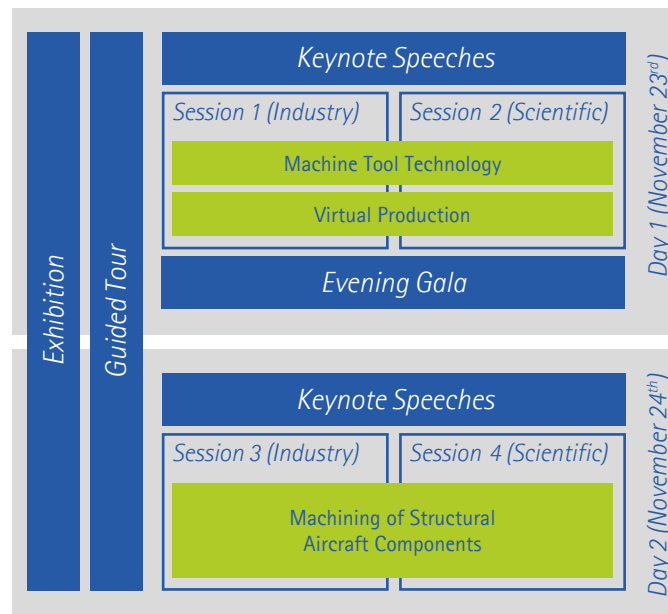 Exhibition
Guided Tour
Keynote Speeches
Session 1 (Industry)
Session 2 (Scientific)
Machine Tool Technology
Virtual Production
Evening Gala
Day 1 (November 23rd)
Keynote Speeches
Session 3 (Industry)
Session 4 (Scientific)
Machining of Structural
Aircraft Components
Day 2 (November 24th)